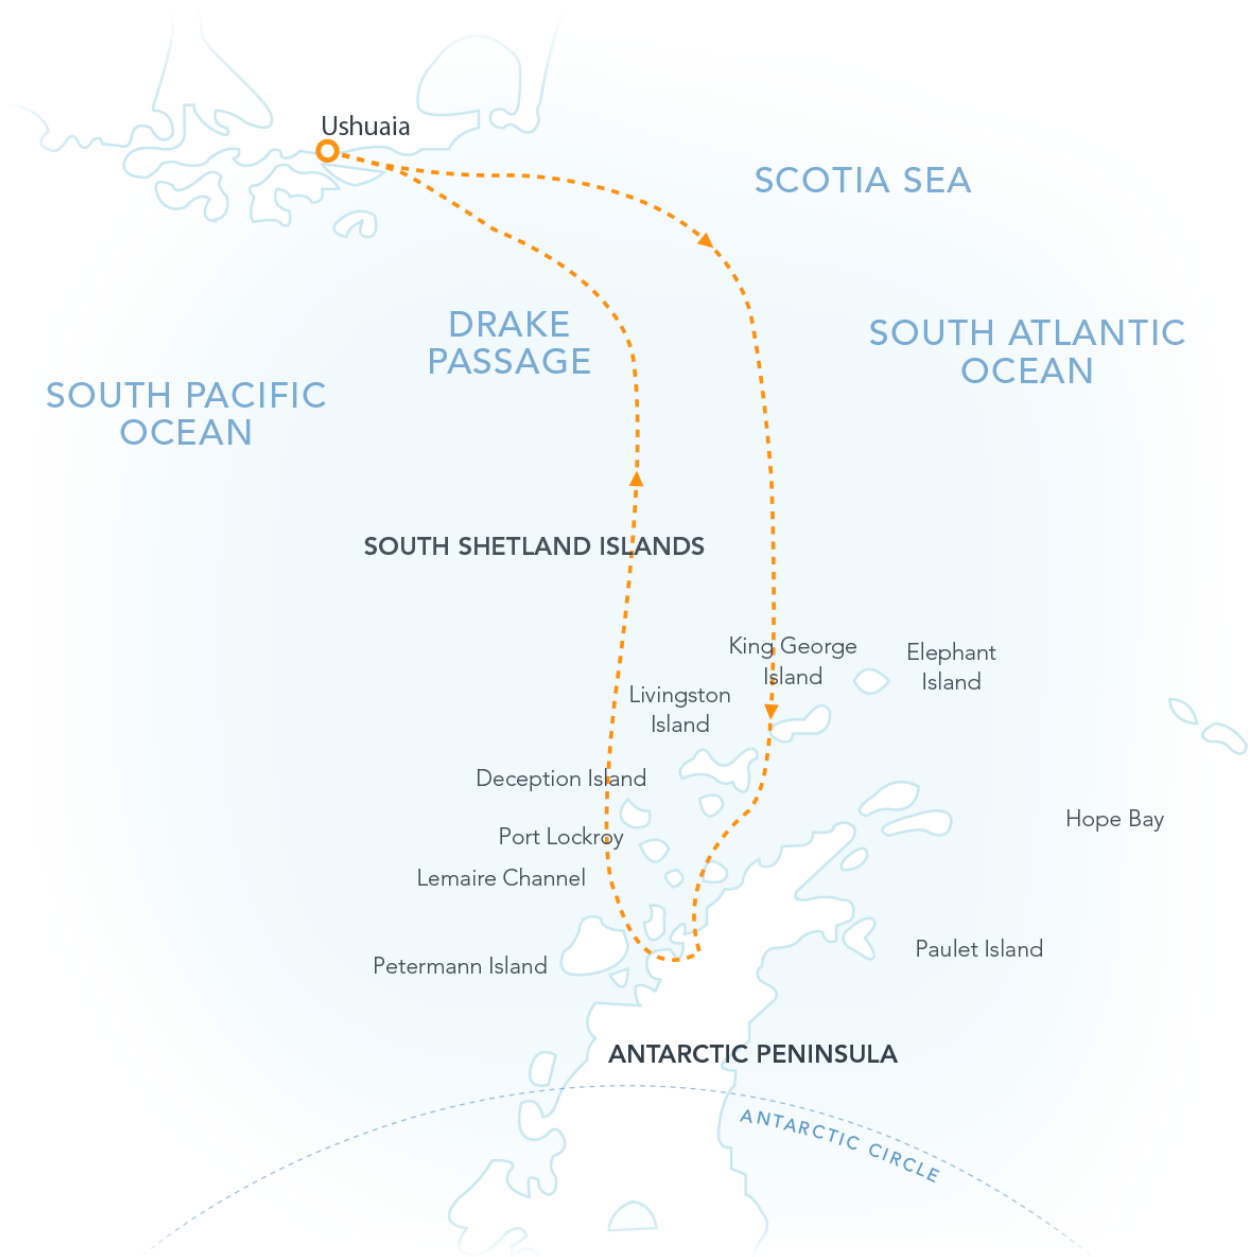 Ushuaia
SCOTIA SEA
DRAKE
PASSAGE
SOUTH ATLANTIC
OCEAN
SOUTH PACIFIC
OCEAN
SOUTH SHETLAND ISLANDS
King George
Island
Elephant
Island
Livingston
Island
Deception Island
Hope Bay
Port Lockroy
Lemaire Channel
Paulet Island
Petermann Island
ANTARCTIC PENINSULA
ANTARCTIC CIRCLE